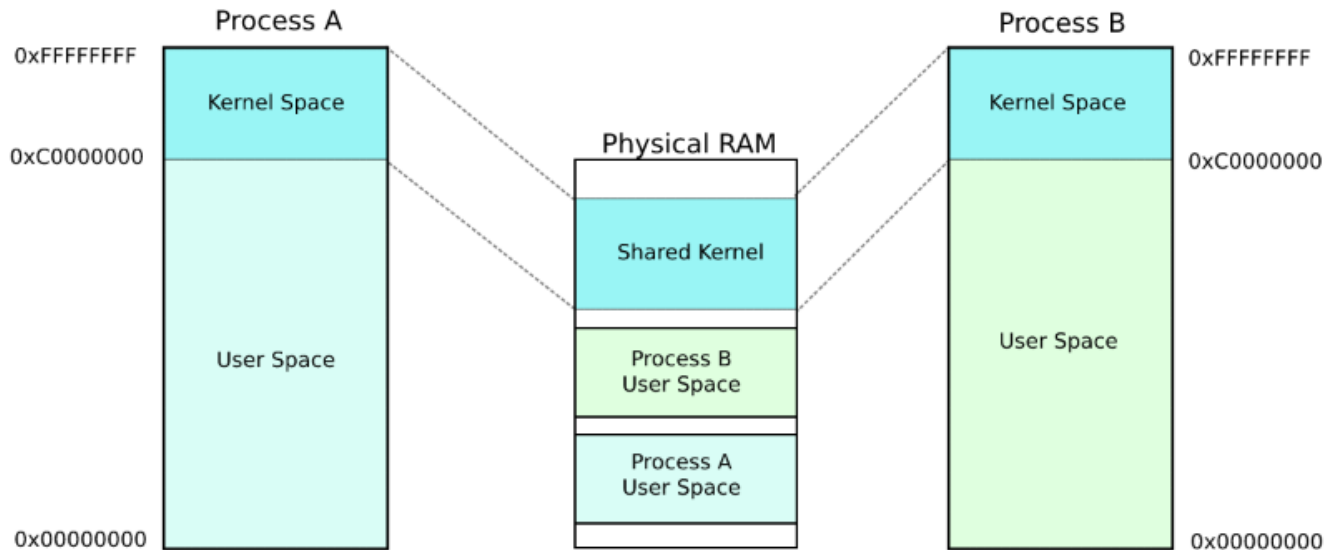 Process A
0xFFFFFFFF
Kernel Space
0xC0000000
User Space
0x00000000
Physical RAM
Shared Kernel
Process B
User Space
Process A
User Space
Process B
0xFFFFFFFF
Kernel Space
0xC0000000
User Space
0x00000000